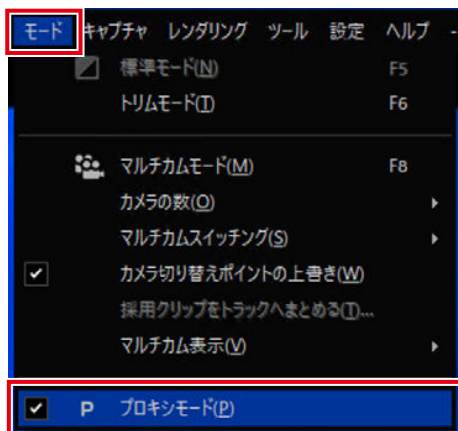 モード キャプチャ レンダリング ツール 設定 ヘルプ -
標準モード(N) F5
トリムモード(T) F6
マルチカムモード(M) F8
カメラの数(O)
マルチカムスイッチング(S)
カメラ切り替えポイントの上書き(W)
採用クリップをトラックへまとめる(T)...
マルチカム表示(V)
P プロキシモード(P)